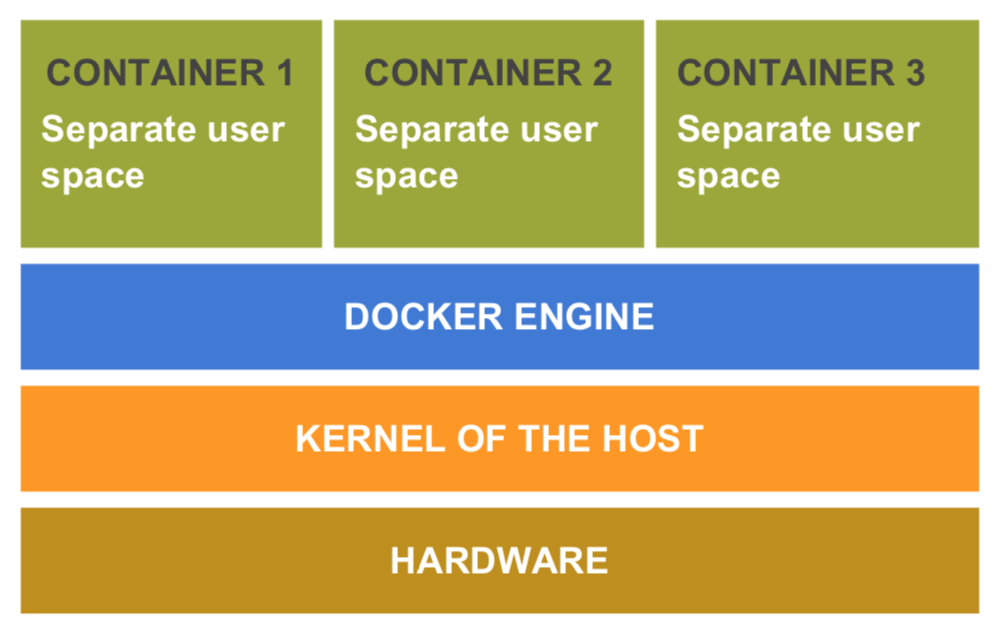 CONTAINER 1
Separate user
space
CONTAINER 2
Separate user
space
CONTAINER 3
Separate user
space
DOCKER ENGINE
KERNEL OF THE HOST
HARDWARE